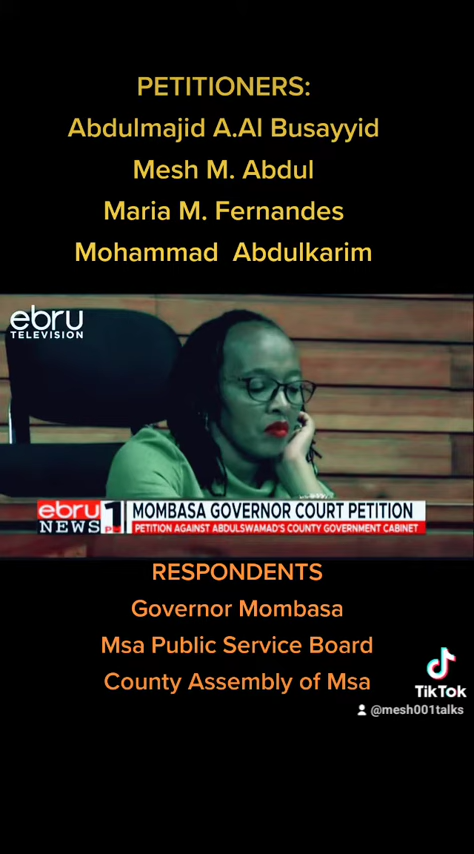 PETITIONERS:
Abdulmajid A.Al Busayyid
Mesh M. Abdul
Maria M. Fernandes
Mohammad Abdulkarim
ebru
TELEVISION
ebru 1 MOMBASA GOVERNOR COURT PETITION
NEWS PETITION AGAINST ABDULSWAMAD'S COUNTY GOVERNMENT CABINET
RESPONDENTS
Governor Mombasa
Msa Public Service Board
County Assembly of Msa
TikTok
@mesh001talks